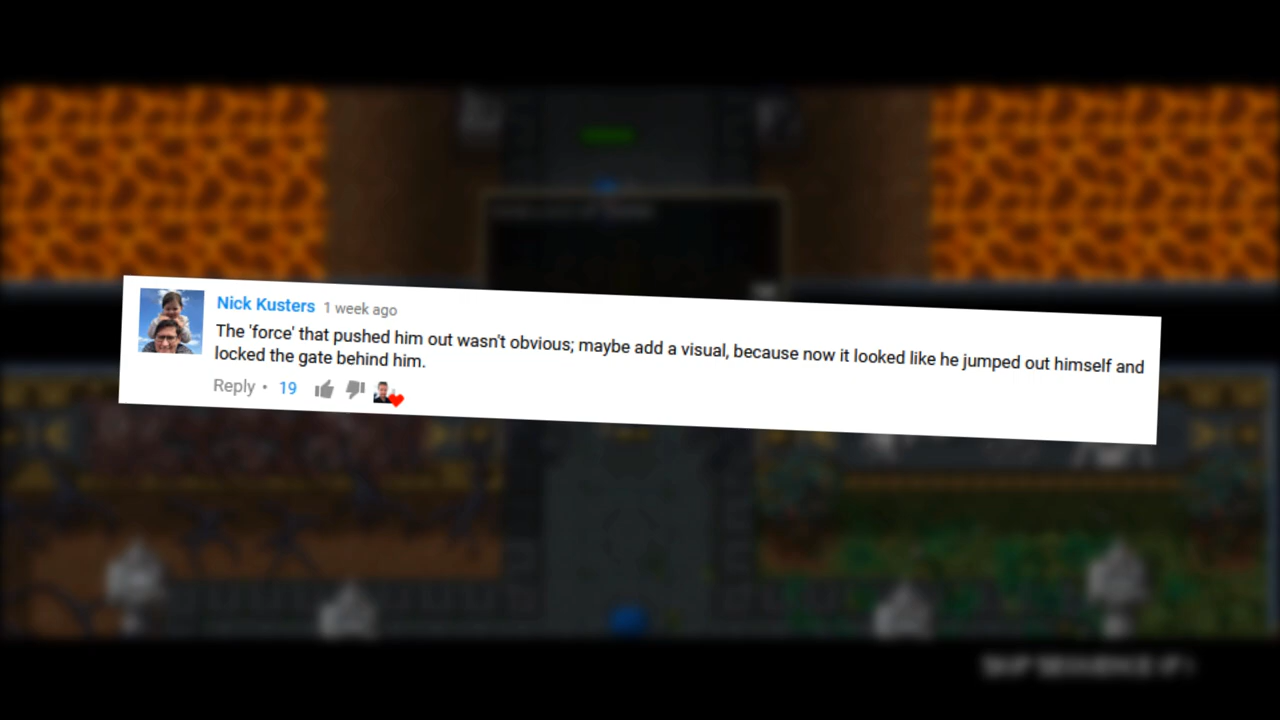 Nick Kusters 1 week ago
The 'force' that pushed him out wasn't obvious; maybe add a visual, because now it looked like he jumped out himself and
locked the gate behind him.
Reply • 19